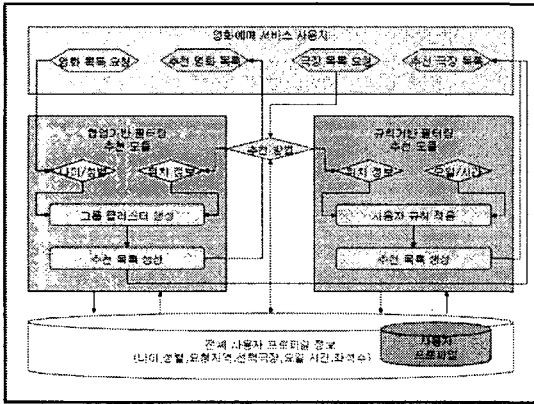 영화예매 서비스 사용자
영화 목록 요청
추천 영화 목록
극장 목록 요청
추천 극장 목록
협업기반 필터링
추천 모듈
추천 방법
규칙기반 필터링
추천 모듈
나이/성별
위치 정보
위치 정보
요일/시간
그룹 클러스터 생성
사용자 규칙 적용
추천 목록 생성
추천 목록 생성
전체 사용자 프로파일 정보
(나이,성별,요청지역,선택극장,요일 시간,좌석수)
사용자
프로파일